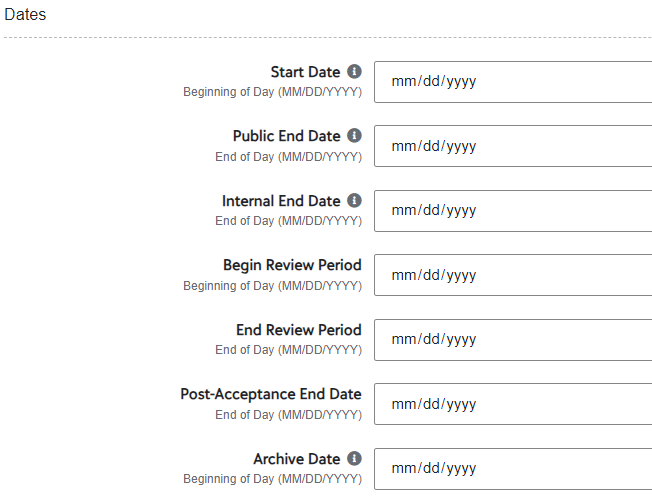 Dates
Start Date
Beginning of Day (MM/DD/YYYY)
mm/dd/yyyy
Public End Date
End of Day (MM/DD/YYYY)
mm/dd/yyyy
Internal End Date
End of Day (MM/DD/YYYY)
mm/dd/yyyy
Begin Review Period
Beginning of Day (MM/DD/YYYY)
mm/dd/yyyy
End Review Period
End of Day (MM/DD/YYYY)
mm/dd/yyyy
Post-Acceptance End Date
End of Day (MM/DD/YYYY)
mm/dd/yyyy
Archive Date
Beginning of Day (MM/DD/YYYY)
mm/dd/yyyy